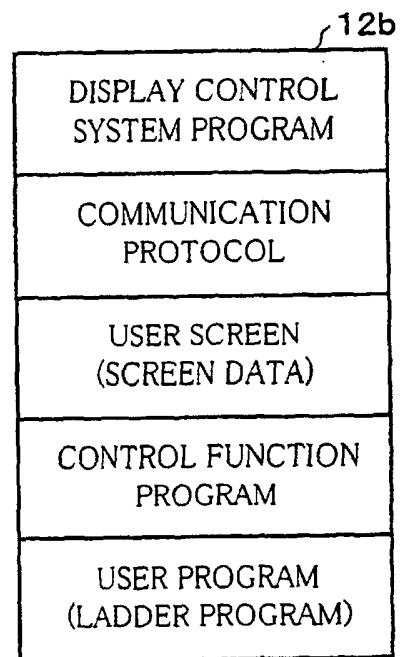 12b
DISPLAY CONTROL
SYSTEM PROGRAM
COMMUNICATION
PROTOCOL
USER SCREEN
(SCREEN DATA)
CONTROL FUNCTION
PROGRAM
USER PROGRAM
(LADDER PROGRAM)